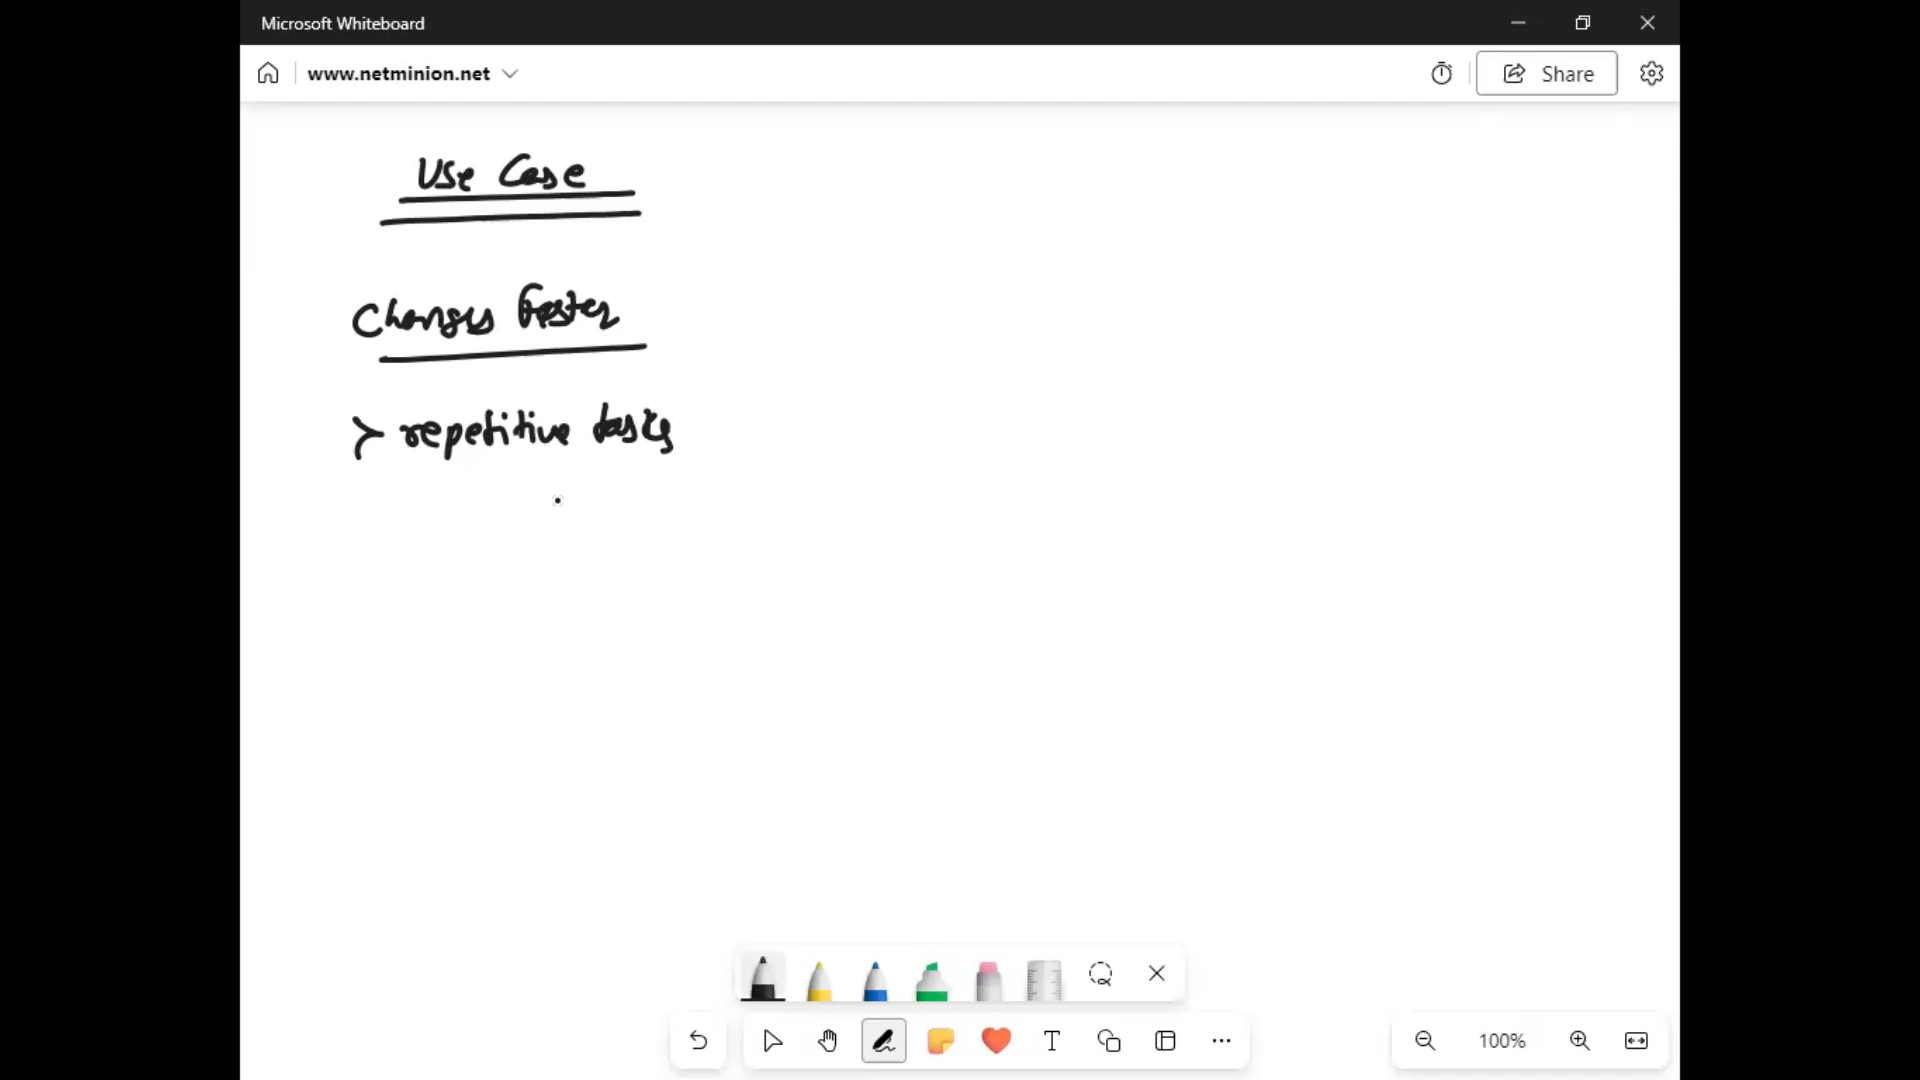 Microsoft Whiteboard
www.netminion.net
Share
Use Case
Changes faster
> repetitive tasks
100%